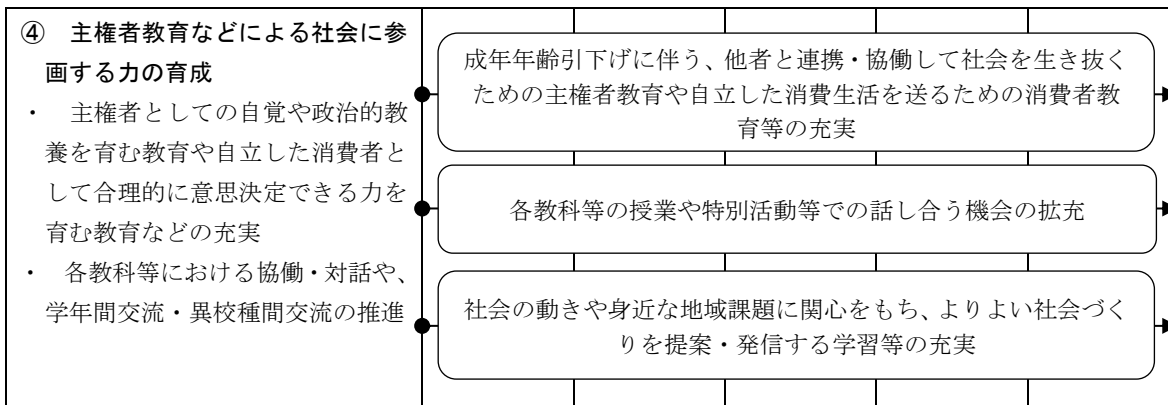 ④　主権者教育などによる社会に参
画する力の育成
・　主権者としての自覚や政治的教
養を育む教育や自立した消費者と
して合理的に意思決定できる力を
育む教育などの充実
・　各教科等における協働・対話や、
学年間交流・異校種間交流の推進
成年年齢引下げに伴う、他者と連携・協働して社会を生き抜く
ための主権者教育や自立した消費生活を送るための消費者教
育等の充実
各教科等の授業や特別活動等での話し合う機会の拡充
社会の動きや身近な地域課題に関心をもち、よりよい社会づく
りを提案・発信する学習等の充実